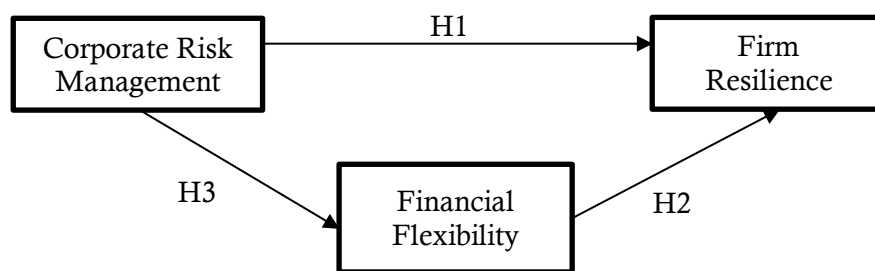 H1
Corporate Risk
Management
Firm
Resilience
H3
Financial
Flexibility
H2